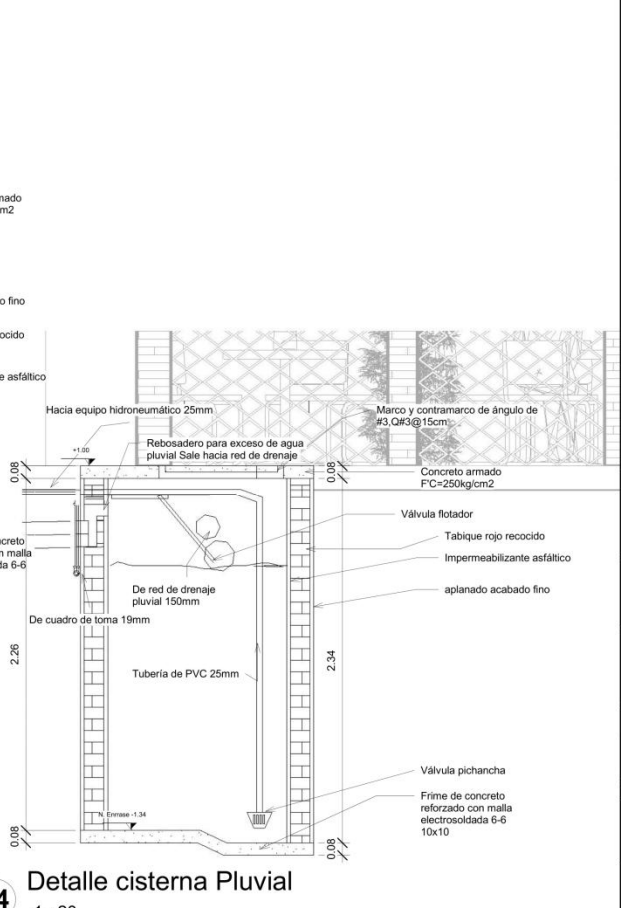 mado
m2
o fino
ocido
e asfáltico
Hacia equipo hidroneumático 25mm
Marco y contramarco de ángulo de
#3,Q#3@15cm
Rebosadero para exceso de agua
pluvial Sale hacia red de drenaje
+1.00
0.08
0.08
Concreto armado
F'C=250kg/cm2
Válvula flotador
Tabique rojo recocido
Impermeabilizante asfáltico
aplanado acabado fino
ncreto
n malla
da 6-6
De red de drenaje
pluvial 150mm
De cuadro de toma 19mm
2.26
2.34
Tubería de PVC 25mm
Válvula pichancha
Frime de concreto
reforzado con malla
electrosoldada 6-6
10x10
N. Enrrase -1.34
0.08
0.08
4
Detalle cisterna Pluvial